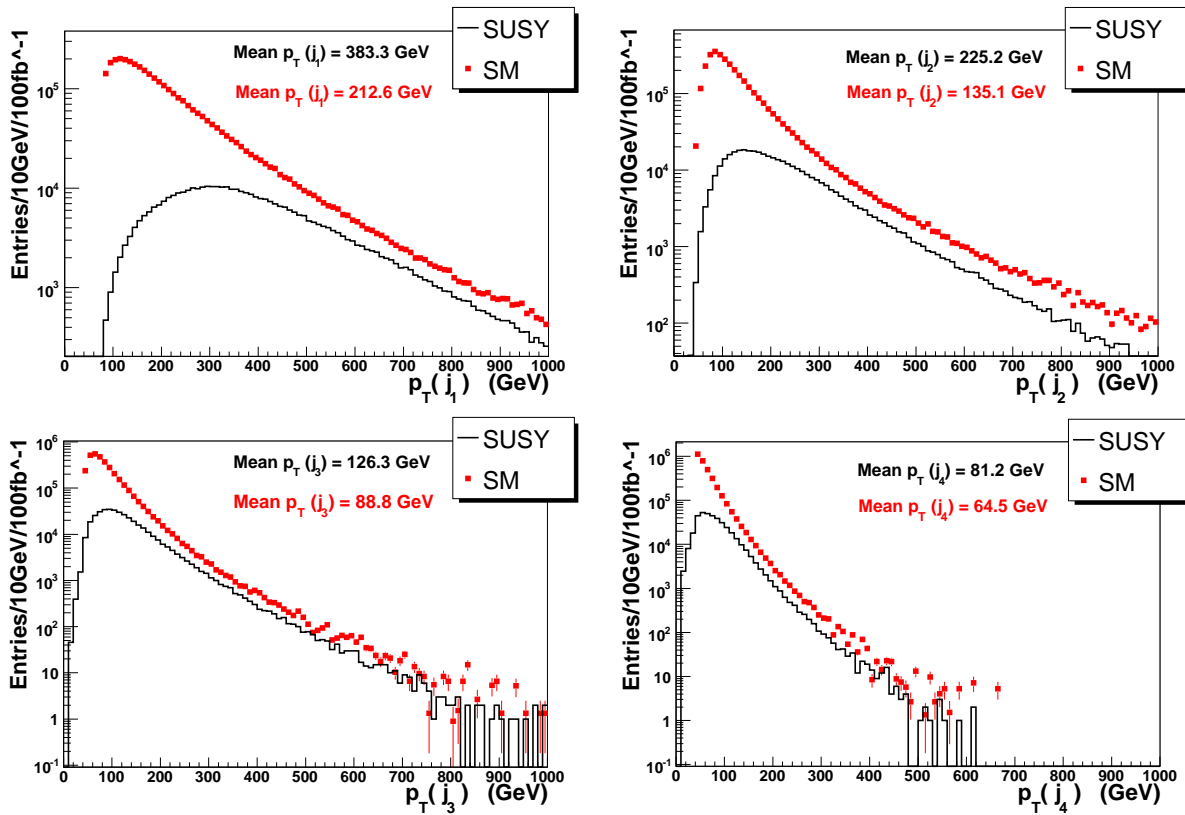 SUSY
SM
Mean p_T (j_1) = 383.3 GeV
Mean p_T (j_1) = 212.6 GeV
Entries/10GeV/100fb^-1
10^5
10^4
10^3
0 100 200 300 400 500 600 700 800 900 1000
p_T( j_1) (GeV)
SUSY
SM
Mean p_T (j_2) = 225.2 GeV
Mean p_T (j_2) = 135.1 GeV
Entries/10GeV/100fb^-1
10^5
10^4
10^3
10^2
0 100 200 300 400 500 600 700 800 900 1000
p_T( j_2) (GeV)
SUSY
SM
Mean p_T (j_3) = 126.3 GeV
Mean p_T (j_3) = 88.8 GeV
Entries/10GeV/100fb^-1
10^6
10^5
10^4
10^3
10^2
10
1
10^-1
0 100 200 300 400 500 600 700 800 900 1000
p_T( j_3) (GeV)
SUSY
SM
Mean p_T (j_4) = 81.2 GeV
Mean p_T (j_4) = 64.5 GeV
Entries/10GeV/100fb^-1
10^6
10^5
10^4
10^3
10^2
10
1
10^-1
0 100 200 300 400 500 600 700 800 900 1000
p_T( j_4) (GeV)